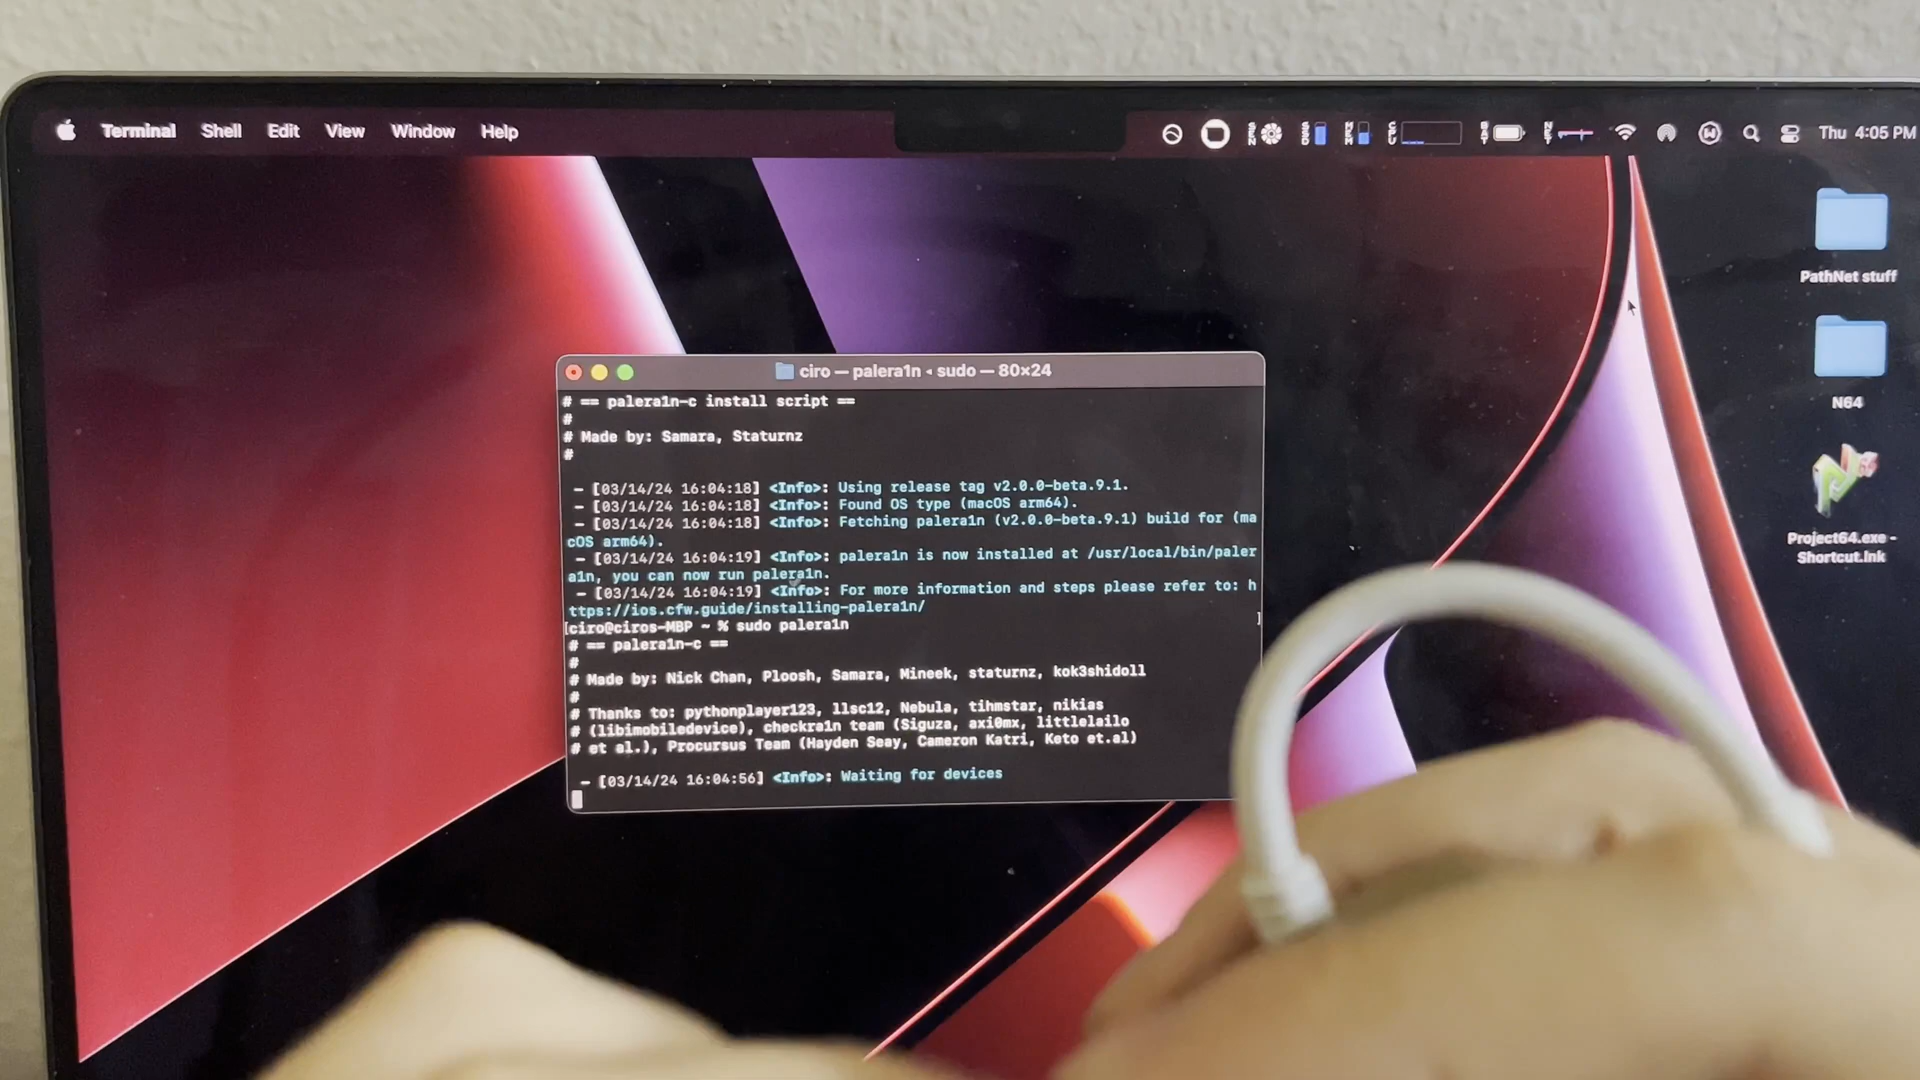 Terminal Shell Edit View Window Help
SEN SSD MEM CPU BAT NET Thu 4:05 PM
PathNet stuff
N64
Project64.exe -
Shortcut.lnk
ciro — palera1n ◂ sudo — 80×24
# == palera1n-c install script ==
#
# Made by: Samara, Staturnz
#
– [03/14/24 16:04:18] <Info>: Using release tag v2.0.0-beta.9.1.
– [03/14/24 16:04:18] <Info>: Found OS type (macOS arm64).
– [03/14/24 16:04:18] <Info>: Fetching palera1n (v2.0.0-beta.9.1) build for (ma
cOS arm64).
– [03/14/24 16:04:19] <Info>: palera1n is now installed at /usr/local/bin/paler
a1n, you can now run palera1n.
– [03/14/24 16:04:19] <Info>: For more information and steps please refer to: h
ttps://ios.cfw.guide/installing-palera1n/
[ciro@ciros-MBP ~ % sudo palera1n ]
# == palera1n-c ==
#
# Made by: Nick Chan, Ploosh, Samara, Mineek, staturnz, kok3shidoll
#
# Thanks to: pythonplayer123, llsc12, Nebula, tihmstar, nikias
# (libimobiledevice), checkra1n team (Siguza, axi0mx, littlelailo
# et al.), Procursus Team (Hayden Seay, Cameron Katri, Keto et.al)
– [03/14/24 16:04:56] <Info>: Waiting for devices